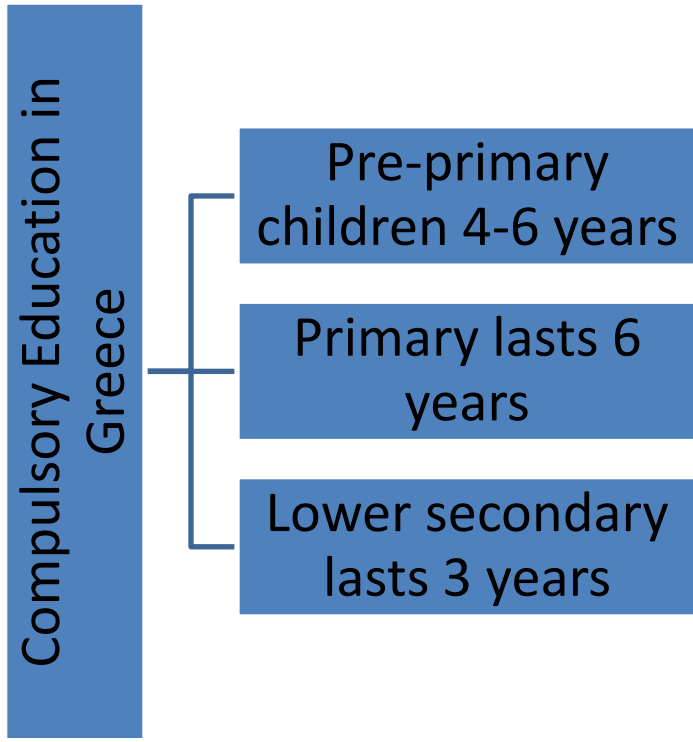 Compulsory Education in
Greece
Pre-primary
children 4-6 years
Primary lasts 6
years
Lower secondary
lasts 3 years